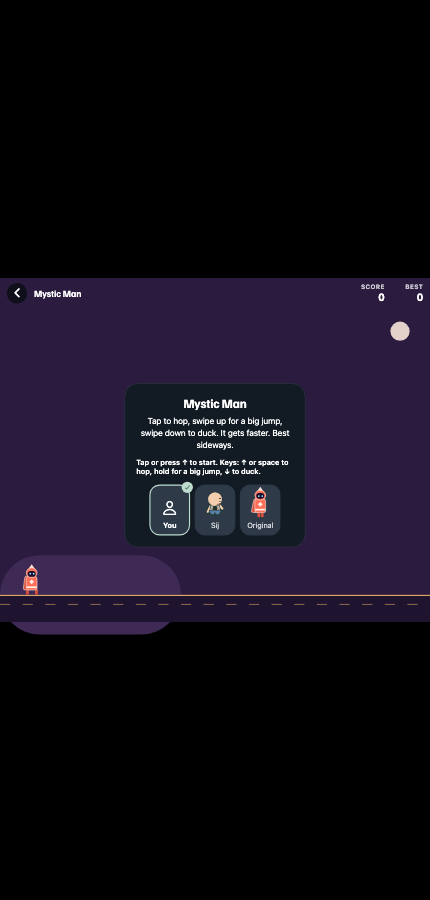 Mystic Man
SCORE
0
BEST
0
Mystic Man
Tap to hop, swipe up for a big jump,
swipe down to duck. It gets faster. Best
sideways.
Tap or press ↑ to start. Keys: ↑ or space to
hop, hold for a big jump, ↓ to duck.
You
Sij
Original